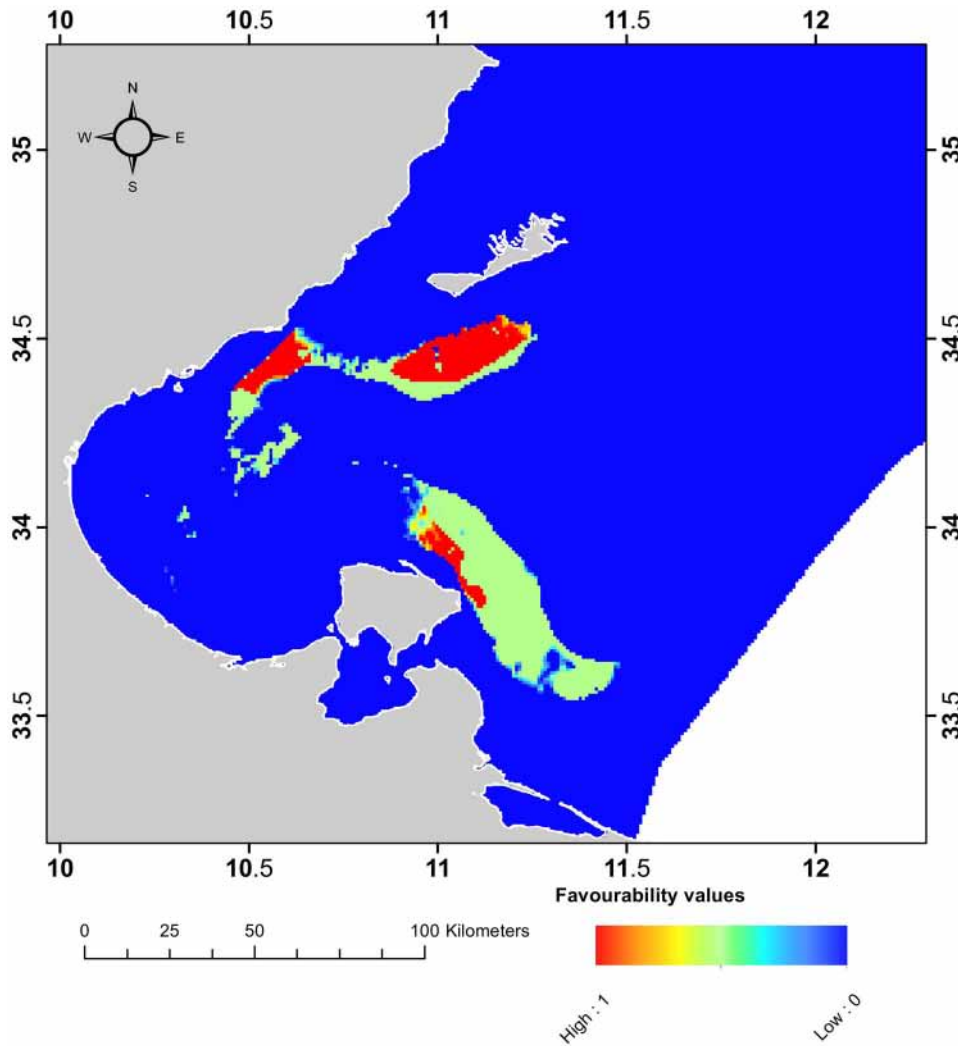 10 10.5 11 11.5 12
N
W E
S
35 35
34.5 34.5
34 34
33.5 33.5
10 10.5 11 11.5 12
Favourability values
0 25 50 100 Kilometers
High : 1 Low : 0